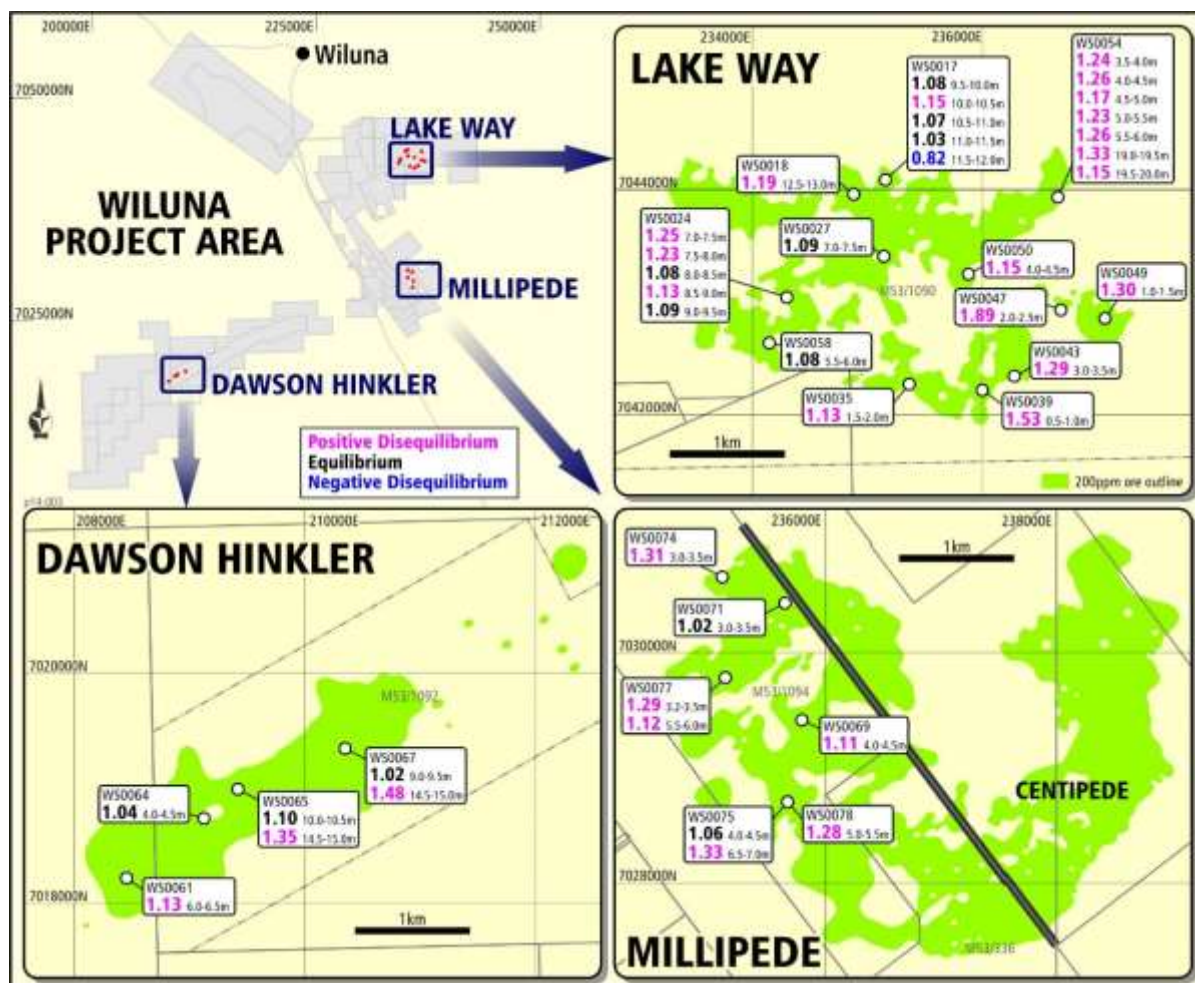 200000E
225000E
250000E
Wiluna
7050000N
LAKE WAY
WILUNA
PROJECT AREA
MILLIPEDE
7025000N
DAWSON HINKLER
Positive Disequilibrium
Equilibrium
Negative Disequilibrium
LAKE WAY
234000E
236000E
WS0017
1.08 9.5-10.0m
1.15 10.0-10.5m
1.07 10.5-11.0m
1.03 11.0-11.5m
0.82 11.5-12.0m
WS0054
1.24 3.5-4.0m
1.26 4.0-4.5m
1.17 4.5-5.0m
1.23 5.0-5.5m
1.26 5.5-6.0m
1.33 19.0-19.5m
1.15 19.5-20.0m
7044000N
WS0018
1.19 12.5-13.0m
WS0024
1.25 7.0-7.5m
1.23 7.5-8.0m
1.08 8.0-8.5m
1.13 8.5-9.0m
1.09 9.0-9.5m
WS0027
1.09 7.0-7.5m
WS0050
1.15 4.0-4.5m
M53/1090
WS0049
1.30 1.0-1.5m
WS0047
1.89 2.0-2.5m
WS0058
1.08 5.5-6.0m
WS0043
1.29 3.0-3.5m
WS0035
1.13 1.5-2.0m
WS0039
1.53 0.5-1.0m
7042000N
1km
200ppm ore outline
208000E
210000E
212000E
DAWSON HINKLER
7020000N
M53/1092
WS0067
1.02 9.0-9.5m
1.48 14.5-15.0m
WS0064
1.04 4.0-4.5m
WS0065
1.10 10.0-10.5m
1.35 14.5-15.0m
WS0061
1.13 6.0-6.5m
7018000N
1km
236000E
238000E
WS0074
1.31 3.0-3.5m
1km
WS0071
1.02 3.0-3.5m
7030000N
WS0077
1.29 3.2-3.5m
1.12 5.5-6.0m
M53/1094
WS0069
1.11 4.0-4.5m
CENTIPEDE
WS0075
1.06 4.0-4.5m
1.33 6.5-7.0m
WS0078
1.28 5.0-5.5m
7028000N
MILLIPEDE
M53/336